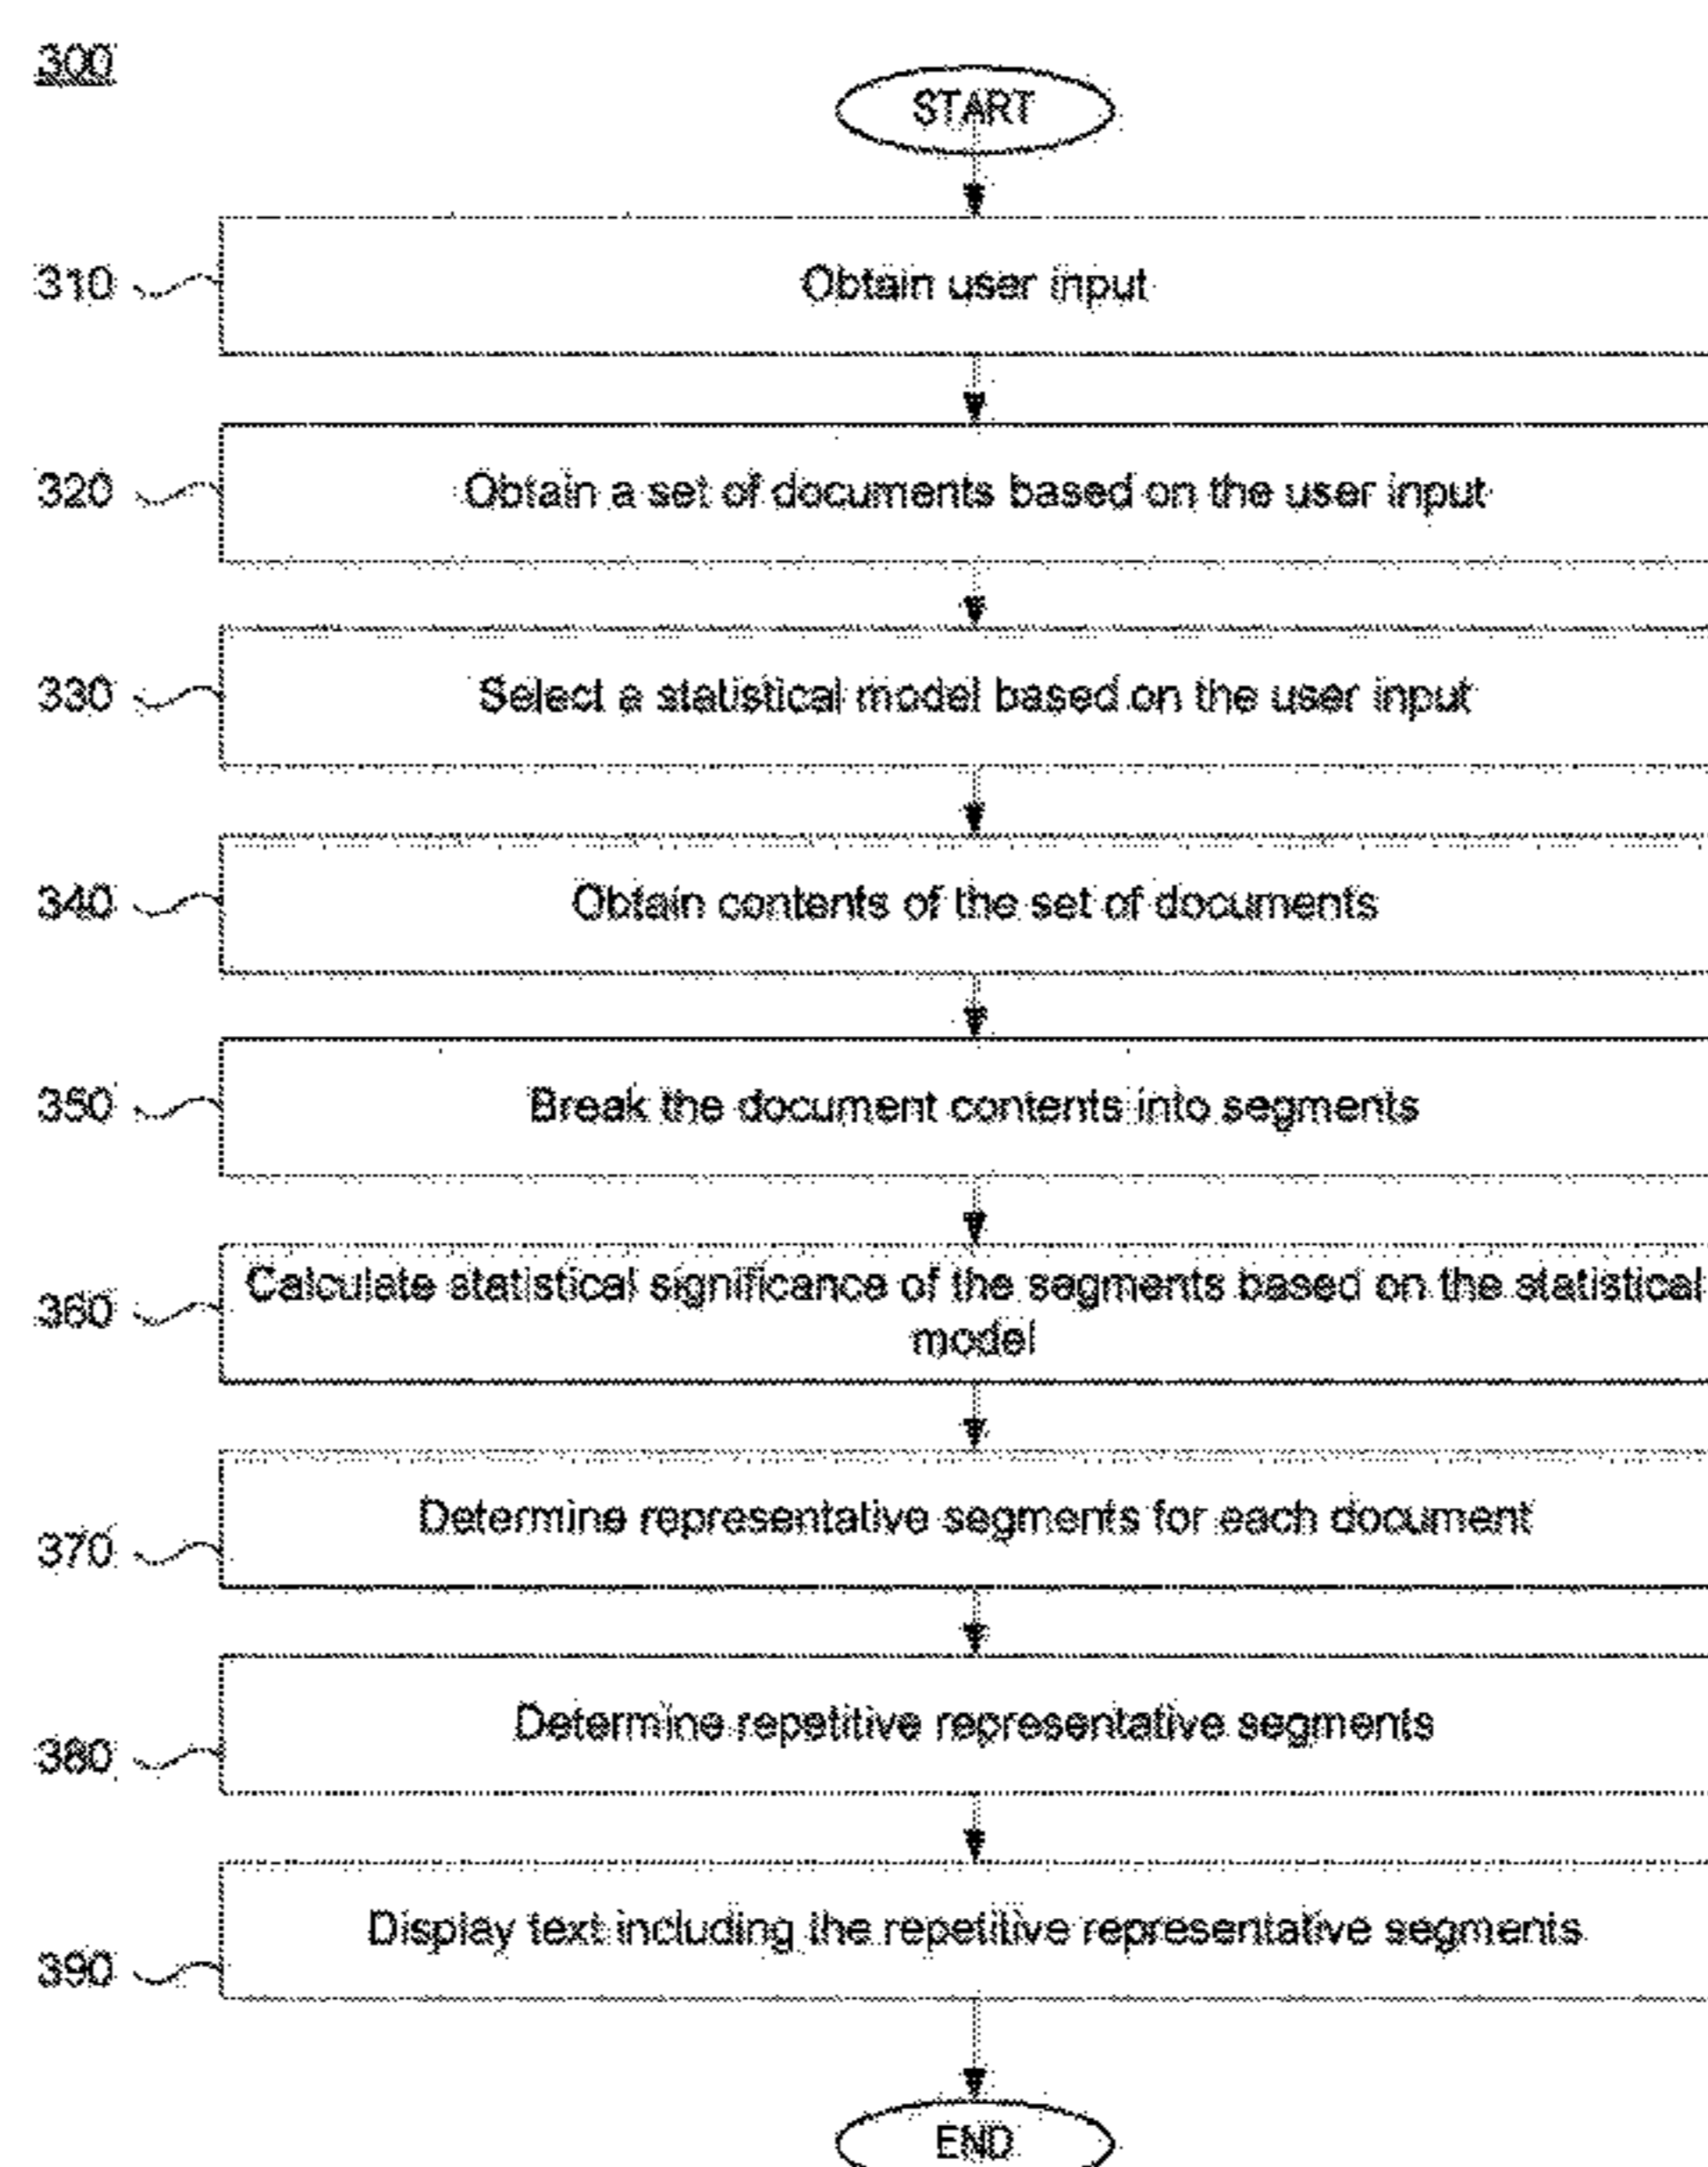 300
START
310 Obtain user input
320 Obtain a set of documents based on the user input
330 Select a statistical model based on the user input
340 Obtain contents of the set of documents
350 Break the document contents into segments
360 Calculate statistical significance of the segments based on the statistical
model
370 Determine representative segments for each document
380 Determine repetitive representative segments
390 Display text including the repetitive representative segments
END